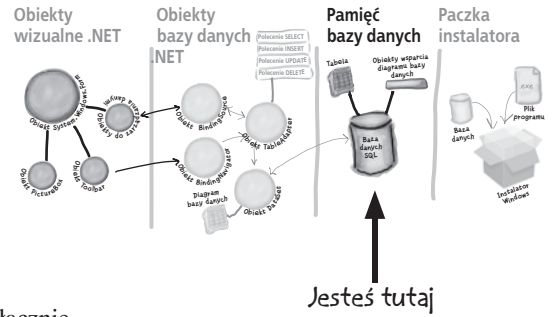 Obiekty
wizualne .NET
Obiekty
bazy danych
.NET
Pamięć
bazy danych
Paczka
instalatora
Polecenie SELECT
Polecenie INSERT
Polecenie UPDATE
Polecenie DELETE
Obiekt System.Windows.Form
Obiekty do zarządzania danymi
Obiekt PictureBox
Obiekt Toolbar
Obiekt BindingSource
Obiekt TableAdapter
Obiekt BindingNavigator
Diagram
bazy danych
Obiekt DataSet
Tabela
Obiekty wsparcia
diagramu bazy
danych
Baza
danych
SQL
.EXE
Plik
programu
Baza
danych
Instalator
Windows
Jesteś tutaj